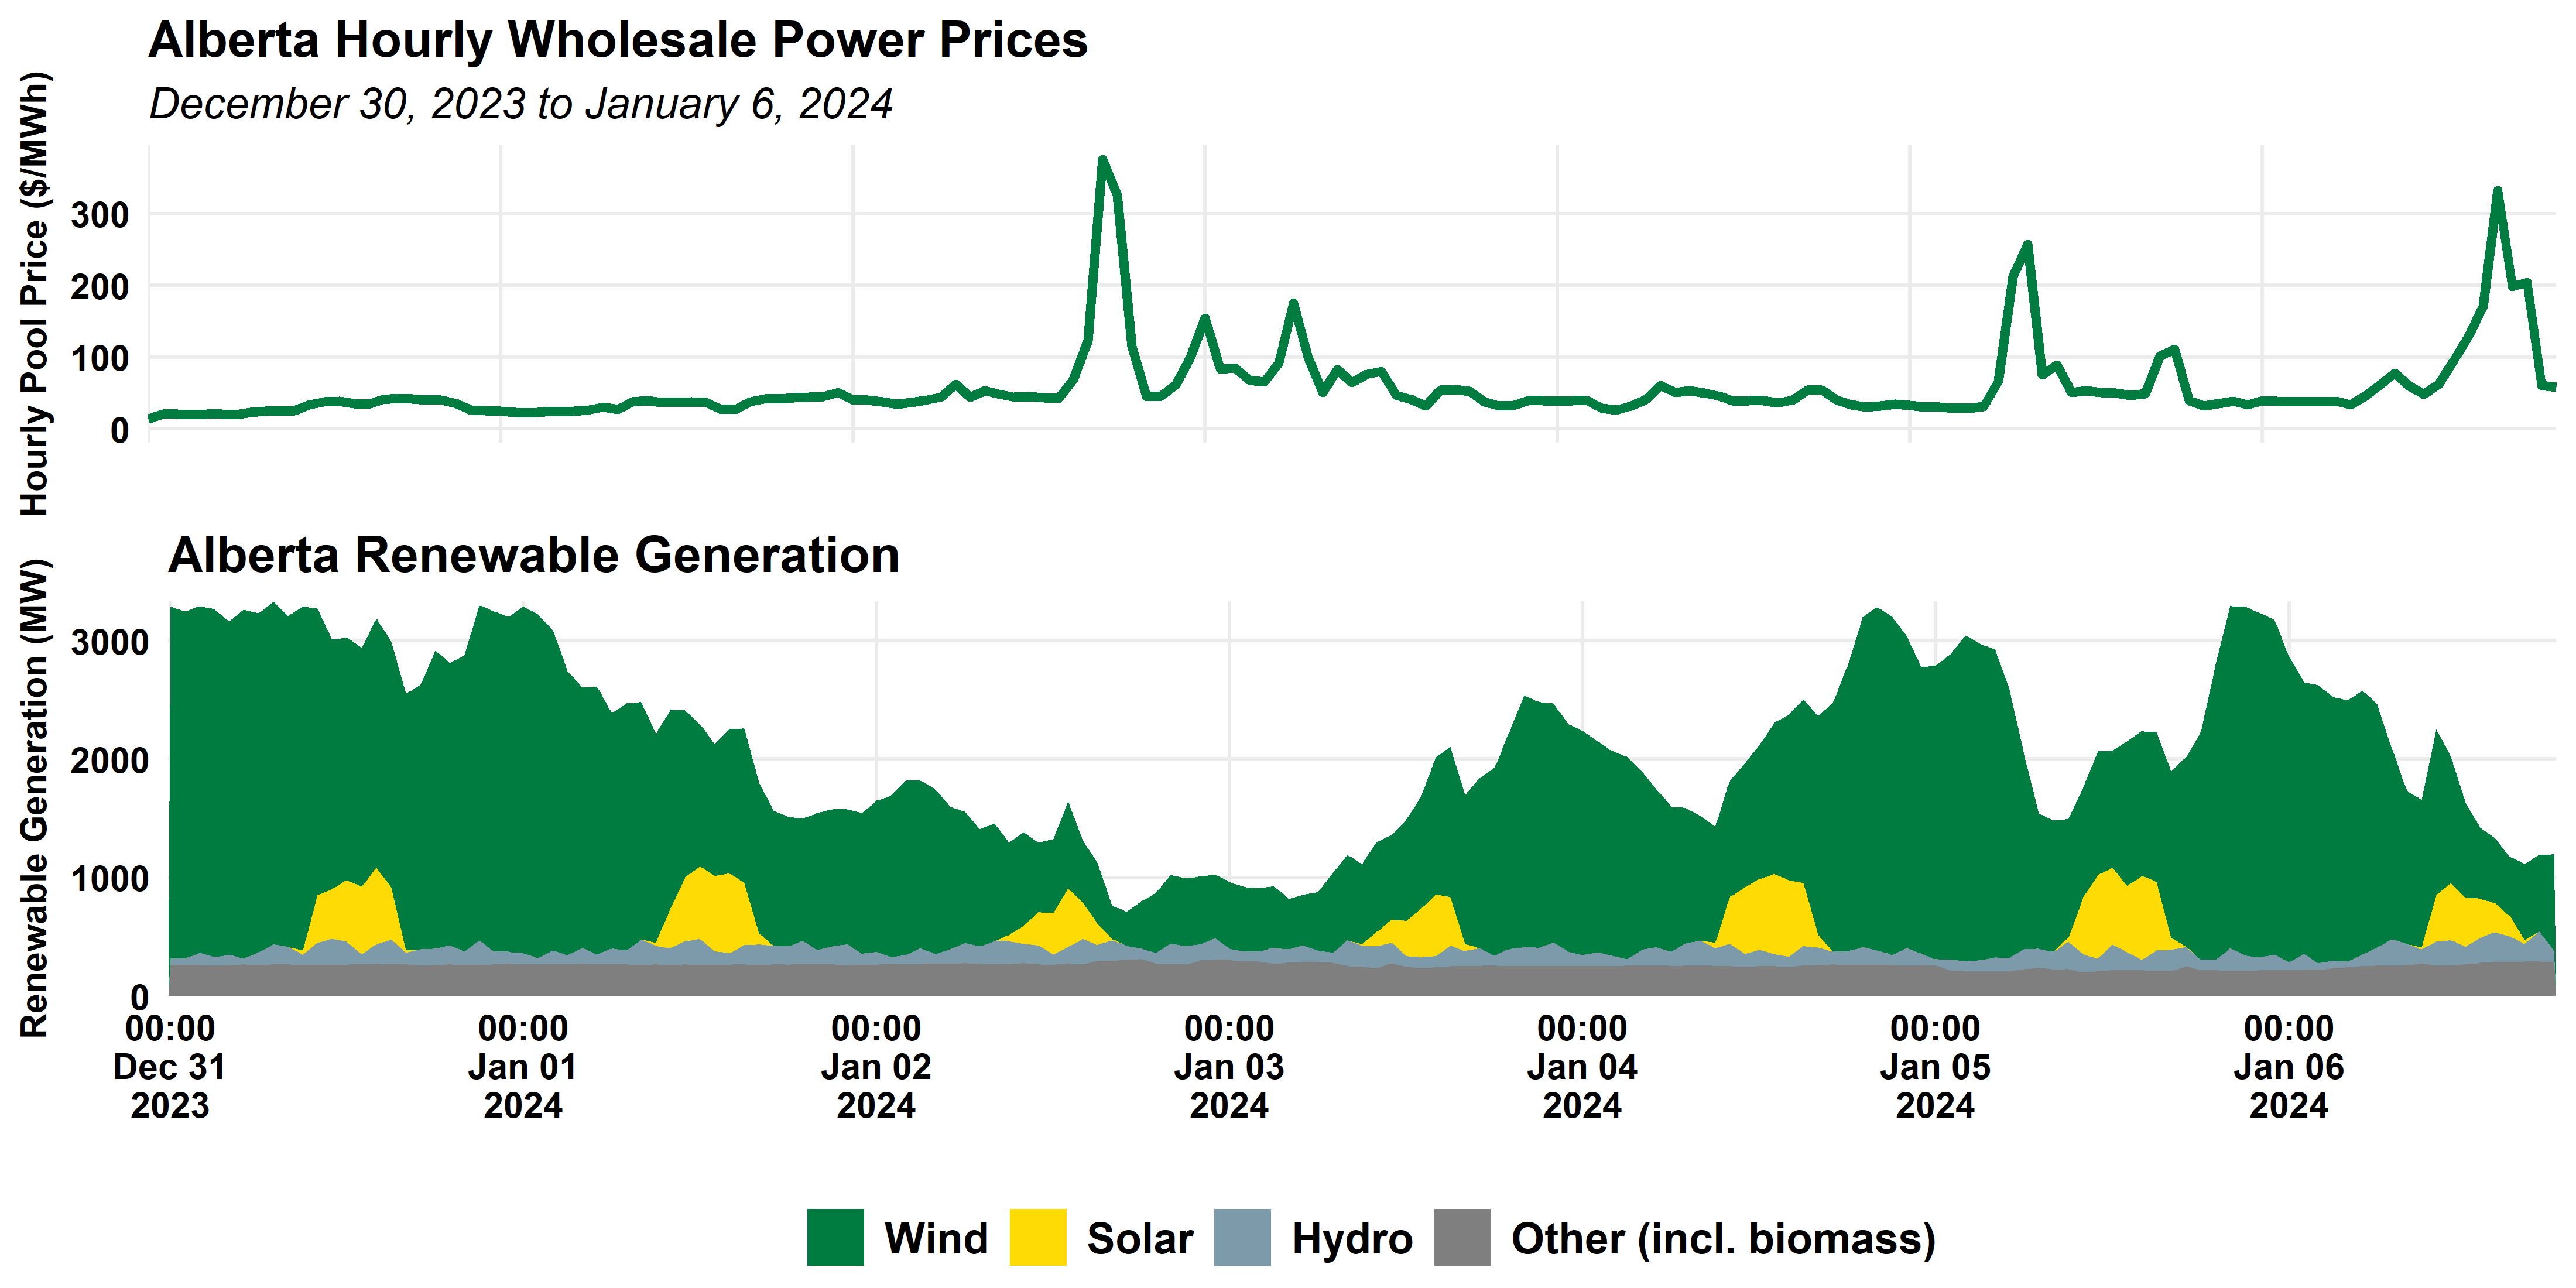 Alberta Hourly Wholesale Power Prices
December 30, 2023 to January 6, 2024
Hourly Pool Price ($/MWh)
300
200
100
0
Alberta Renewable Generation
Renewable Generation (MW)
3000
2000
1000
0
00:00 00:00 00:00 00:00 00:00 00:00 00:00
Dec 31 Jan 01 Jan 02 Jan 03 Jan 04 Jan 05 Jan 06
2023 2024 2024 2024 2024 2024 2024
Wind Solar Hydro Other (incl. biomass)